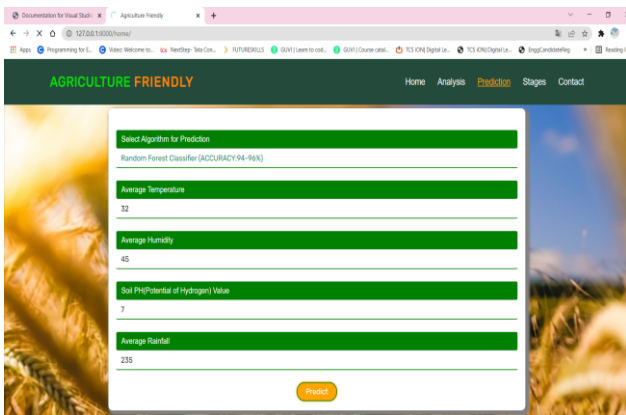 Documentation for Visual Studi
Agriculture Friendly
127.0.0.1:8000/home/
Apps
Programming for E...
Video: Welcome to...
NextStep- Tata Con...
FUTURESKILLS
GUVI | Learn to cod...
GUVI | Course catal...
TCS iON| Digital Le...
TCS iON|Digital Le...
EnggCandidateReg
Reading l
AGRICULTURE FRIENDLY
Home Analysis Prediction Stages Contact
Select Algorithm for Prediction
Random Forest Classifier (ACCURACY:94-96%)
Average Temperature
32
Average Humidity
45
Soil PH(Potential of Hydrogen) Value
7
Average Rainfall
235
Predict